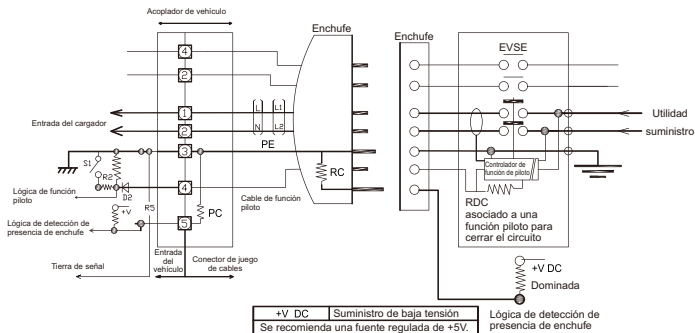 Acoplador de vehículo
Enchufe
Enchufe
EVSE
4
2
1
L
L1
2
N
L2
PE
3
Entrada del cargador
Utilidad
suministro
S1
R2
D2
4
RC
Controlador de
función de piloto
Lógica de función
piloto
+V
R5
5
PC
Cable de función
piloto
RDC
asociado a una
función piloto para
cerrar el circuito
Lógica de detección de
presencia de enchufe
Entrada
del
vehículo
Conector de juego
de cables
Tierra de señal
+V DC
Dominada
+V DC Suministro de baja tensión
Se recomienda una fuente regulada de +5V.
Lógica de detección de
presencia de enchufe